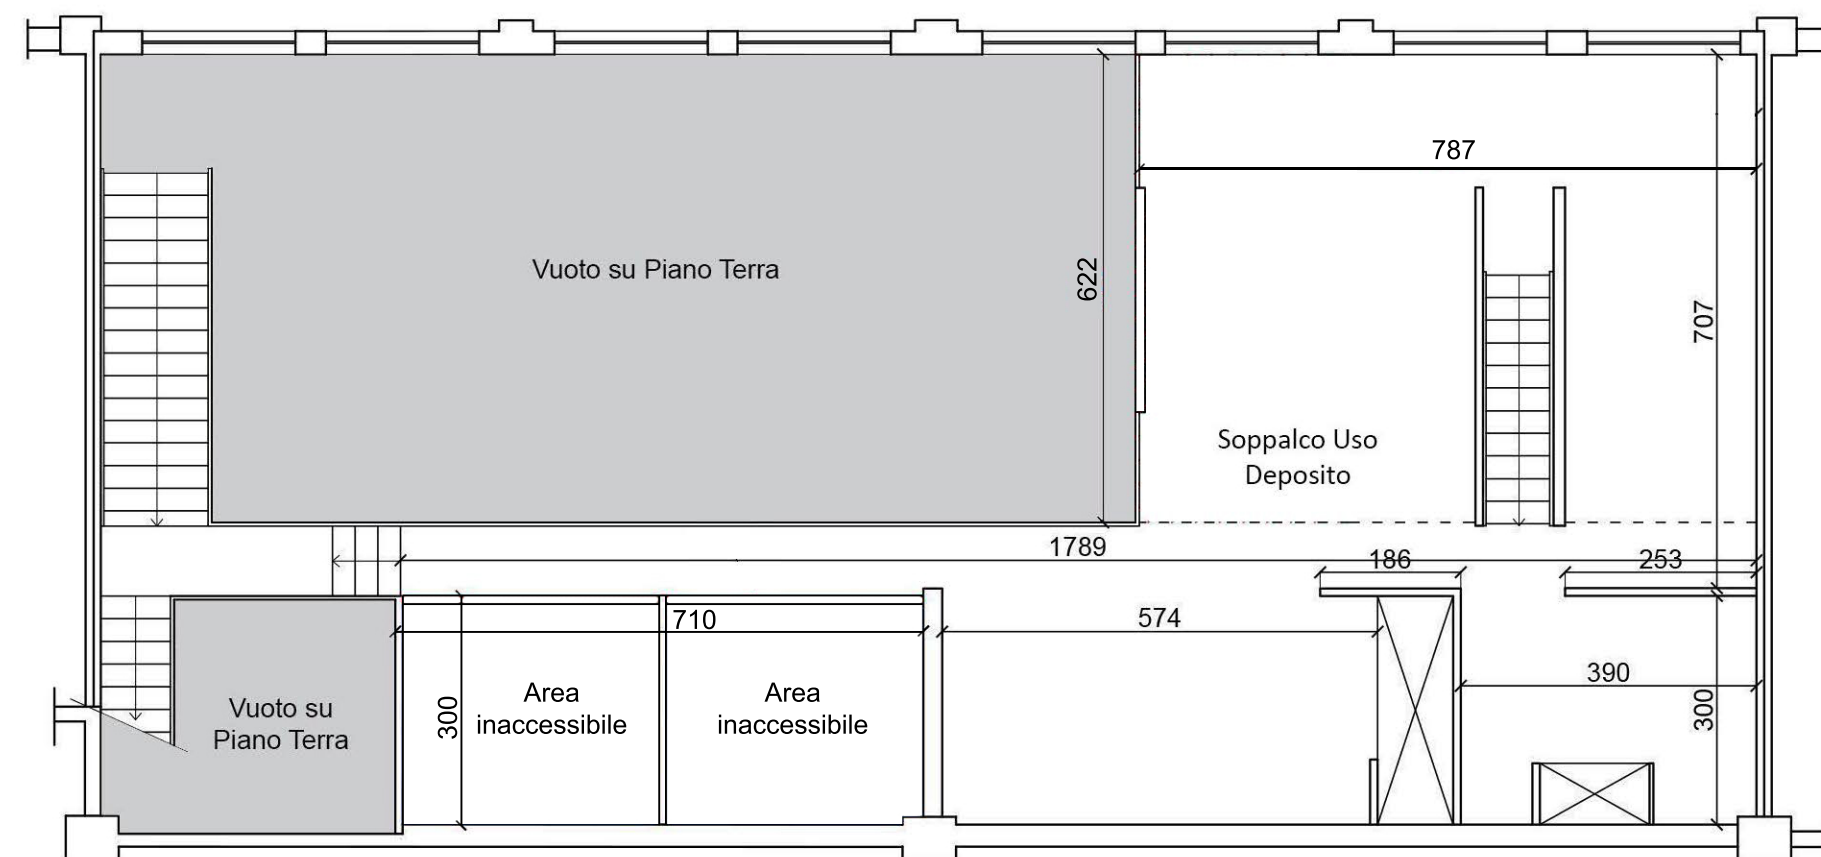 787
Vuoto su Piano Terra
622
707
Soppalco Uso
Deposito
1789
186
253
710
574
390
300
Area
inaccessibile
Area
inaccessibile
300
Vuoto su
Piano Terra